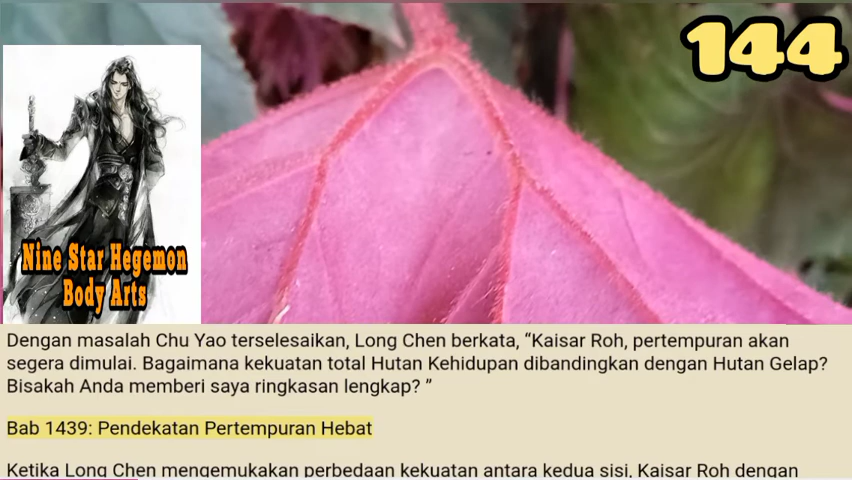 144
Nine Star Hegemon
Body Arts
Dengan masalah Chu Yao terselesaikan, Long Chen berkata, “Kaisar Roh, pertempuran akan
segera dimulai. Bagaimana kekuatan total Hutan Kehidupan dibandingkan dengan Hutan Gelap?
Bisakah Anda memberi saya ringkasan lengkap? ”
Bab 1439: Pendekatan Pertempuran Hebat
Ketika Long Chen mengemukakan perbedaan kekuatan antara kedua sisi, Kaisar Roh dengan